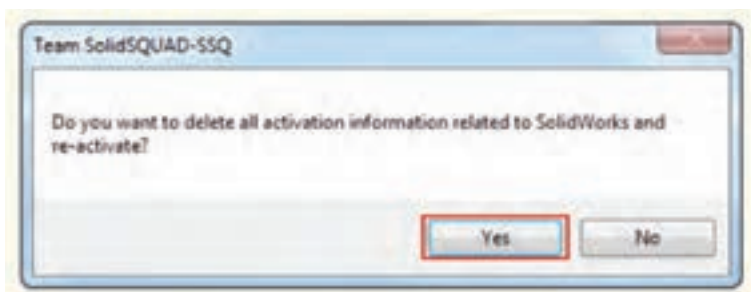 Team SolidSQUAD-SSQ
Do you want to delete all activation information related to SolidWorks and
re-activate?
Yes
No